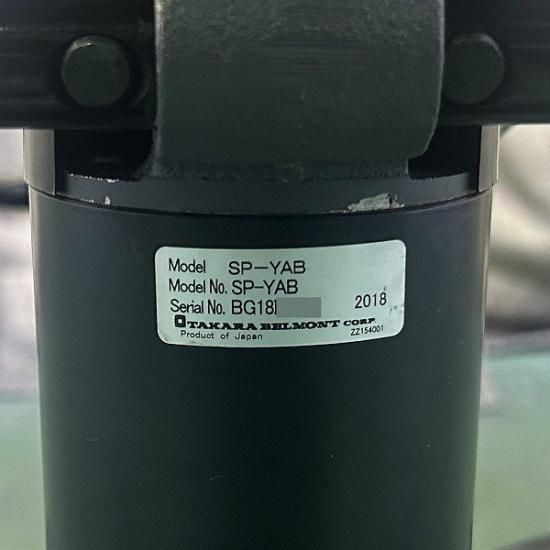 Model SP-YAB
Model No. SP-YAB
Serial No. BG18 2018
TAKARA BELMONT CORP.
Product of Japan ZZ154001